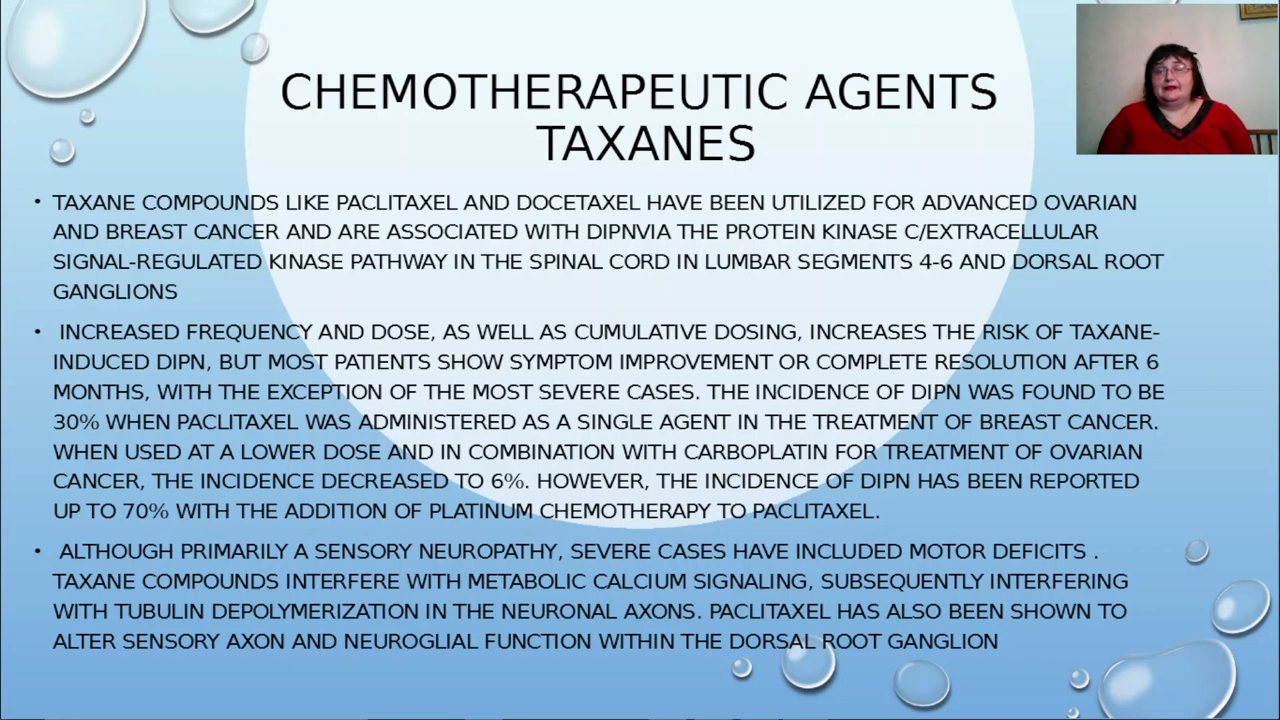 CHEMOTHERAPEUTIC AGENTS
TAXANES
• TAXANE COMPOUNDS LIKE PACLITAXEL AND DOCETAXEL HAVE BEEN UTILIZED FOR ADVANCED OVARIAN
AND BREAST CANCER AND ARE ASSOCIATED WITH DIPNVIA THE PROTEIN KINASE C/EXTRACELLULAR
SIGNAL-REGULATED KINASE PATHWAY IN THE SPINAL CORD IN LUMBAR SEGMENTS 4-6 AND DORSAL ROOT
GANGLIONS
• INCREASED FREQUENCY AND DOSE, AS WELL AS CUMULATIVE DOSING, INCREASES THE RISK OF TAXANE-
INDUCED DIPN, BUT MOST PATIENTS SHOW SYMPTOM IMPROVEMENT OR COMPLETE RESOLUTION AFTER 6
MONTHS, WITH THE EXCEPTION OF THE MOST SEVERE CASES. THE INCIDENCE OF DIPN WAS FOUND TO BE
30% WHEN PACLITAXEL WAS ADMINISTERED AS A SINGLE AGENT IN THE TREATMENT OF BREAST CANCER.
WHEN USED AT A LOWER DOSE AND IN COMBINATION WITH CARBOPLATIN FOR TREATMENT OF OVARIAN
CANCER, THE INCIDENCE DECREASED TO 6%. HOWEVER, THE INCIDENCE OF DIPN HAS BEEN REPORTED
UP TO 70% WITH THE ADDITION OF PLATINUM CHEMOTHERAPY TO PACLITAXEL.
• ALTHOUGH PRIMARILY A SENSORY NEUROPATHY, SEVERE CASES HAVE INCLUDED MOTOR DEFICITS .
TAXANE COMPOUNDS INTERFERE WITH METABOLIC CALCIUM SIGNALING, SUBSEQUENTLY INTERFERING
WITH TUBULIN DEPOLYMERIZATION IN THE NEURONAL AXONS. PACLITAXEL HAS ALSO BEEN SHOWN TO
ALTER SENSORY AXON AND NEUROGLIAL FUNCTION WITHIN THE DORSAL ROOT GANGLION